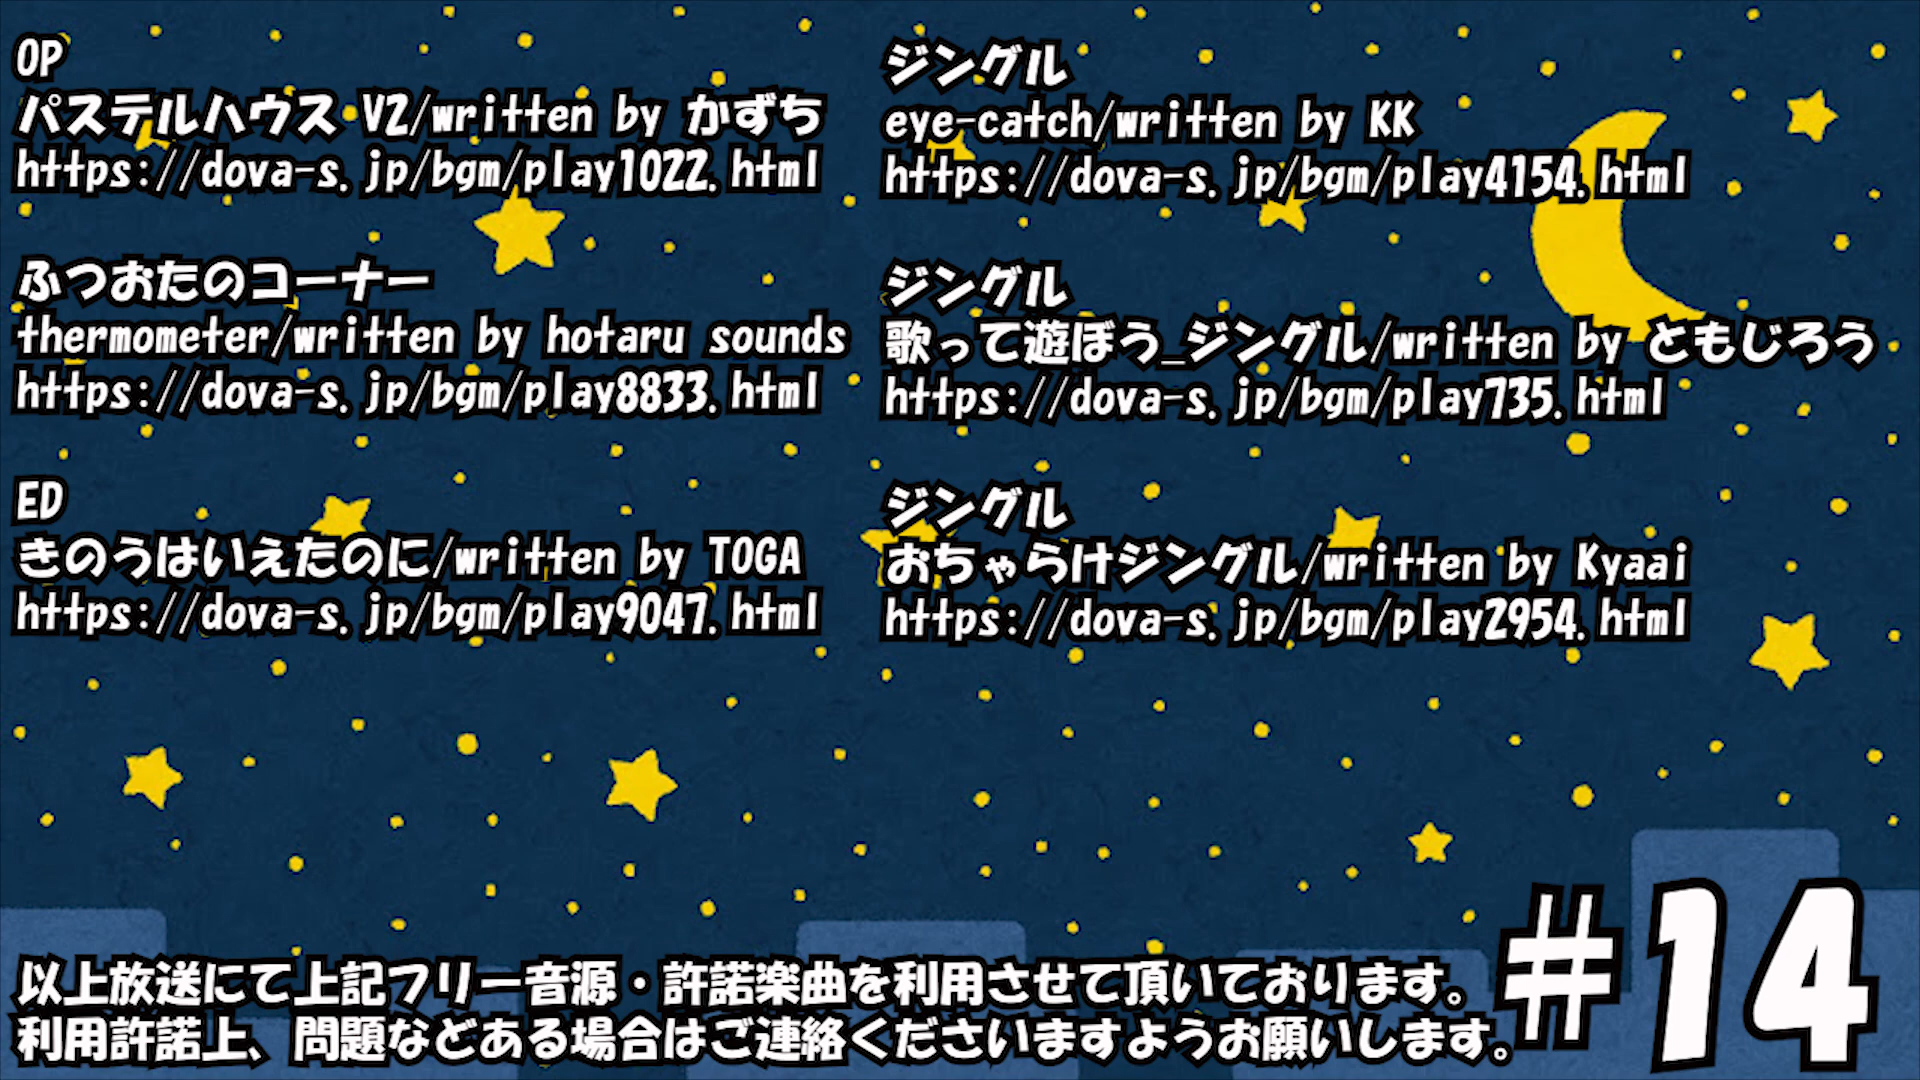 OP
パステルハウス V2/written by かずち
https://dova-s.jp/bgm/play1022.html
ふつおたのコーナー
thermometer/written by hotaru sounds
https://dova-s.jp/bgm/play8833.html
ED
きのうはいえたのに/written by TOGA
https://dova-s.jp/bgm/play9047.html
ジングル
eye-catch/written by KK
https://dova-s.jp/bgm/play4154.html
ジングル
歌って遊ぼう_ジングル/written by ともじろう
https://dova-s.jp/bgm/play735.html
ジングル
おちゃらけジングル/written by Kyaai
https://dova-s.jp/bgm/play2954.html
以上放送にて上記フリー音源・許諾楽曲を利用させて頂いております。
利用許諾上、問題などある場合はご連絡くださいますようお願いします。
#14